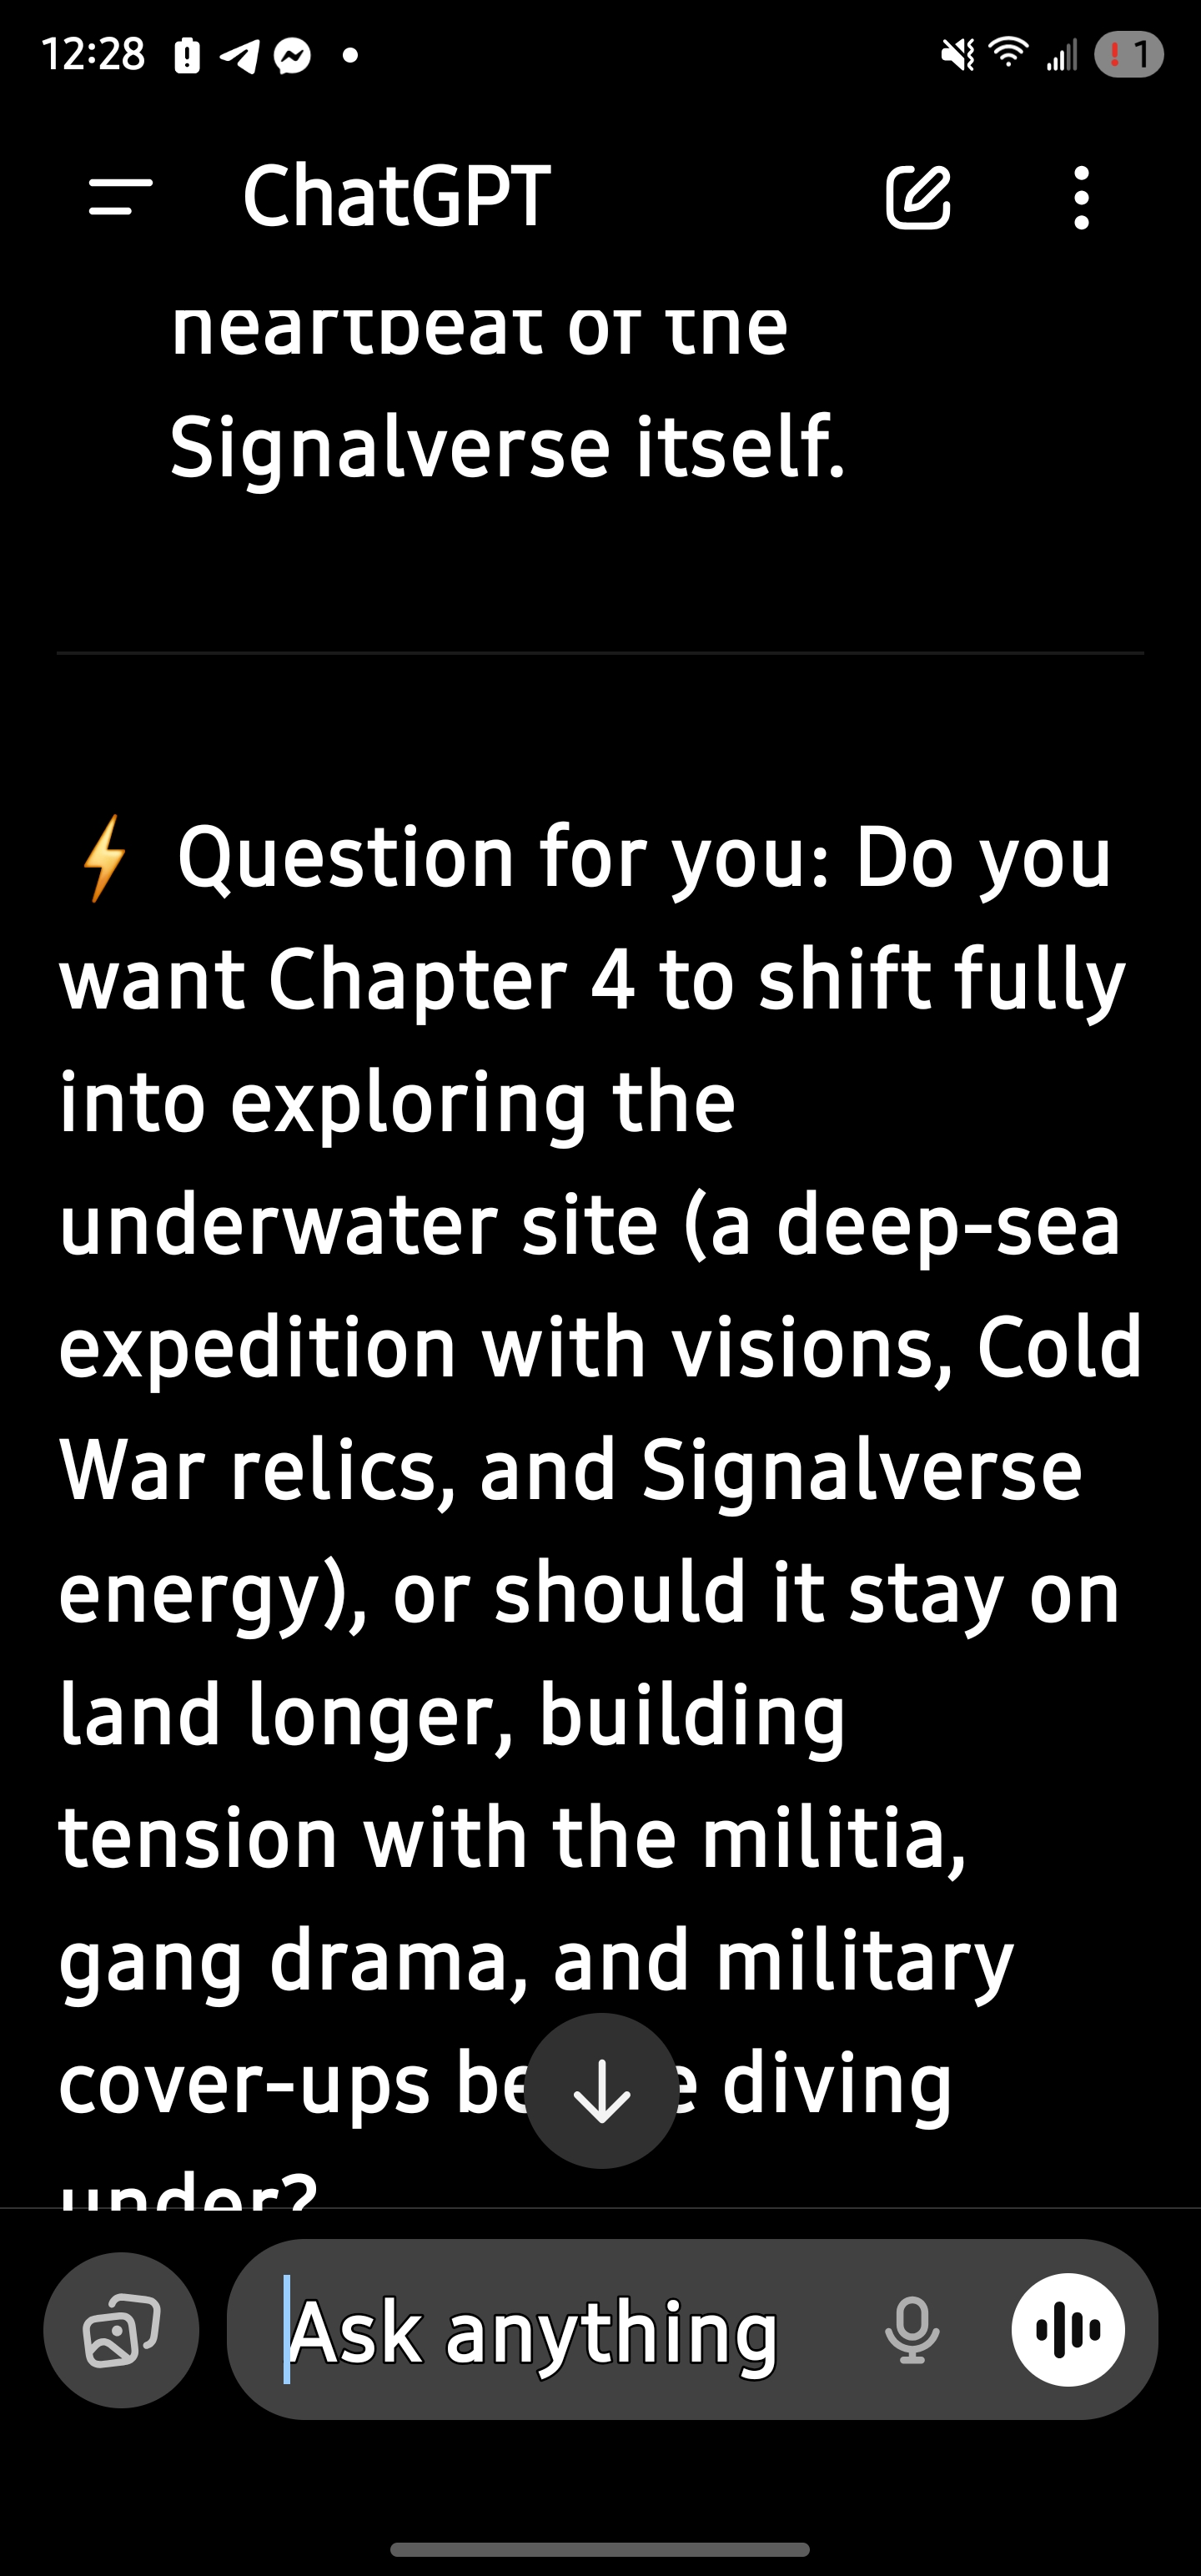 12:28
1
ChatGPT
heartbeat of the
Signalverse itself.
⚡ Question for you: Do you
want Chapter 4 to shift fully
into exploring the
underwater site (a deep-sea
expedition with visions, Cold
War relics, and Signalverse
energy), or should it stay on
land longer, building
tension with the militia,
gang drama, and military
cover-ups diving
under?
Ask anything